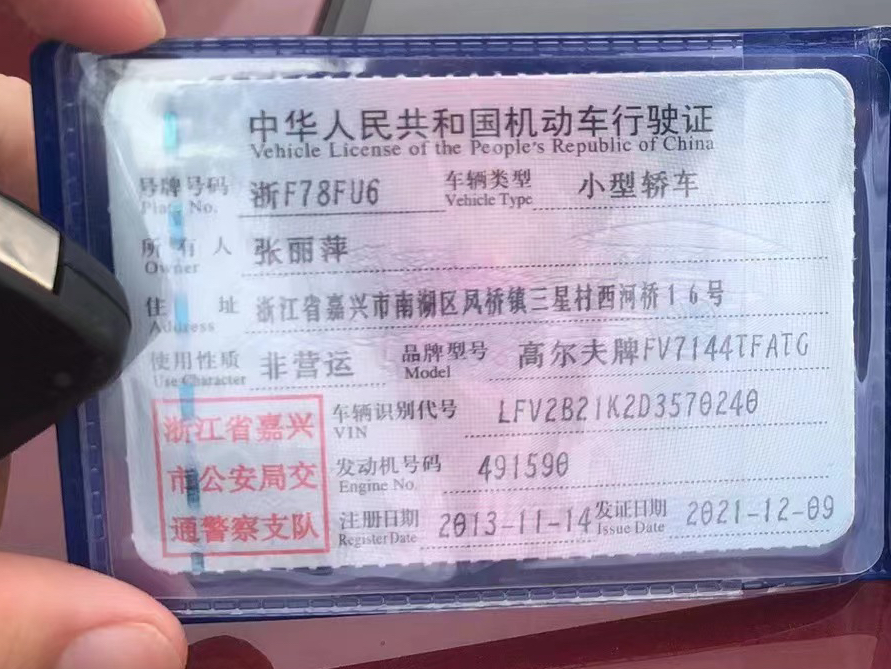 中华人民共和国机动车行驶证
Vehicle License of the People's Republic of China
号牌号码 浙F78FU6 车辆类型 小型轿车
Plate No. Vehicle Type
所有人 张丽萍
Owner
住址 浙江省嘉兴市南湖区凤桥镇三星村西河桥16号
Address
使用性质 非营运 品牌型号 高尔夫牌FV7144TFATG
Use Character Model
浙江省嘉兴
市公安局交
通警察支队
车辆识别代号 LFV2B21K2D3570240
VIN
发动机号码 491590
Engine No.
注册日期 2013-11-14 发证日期 2021-12-09
Register Date Issue Date